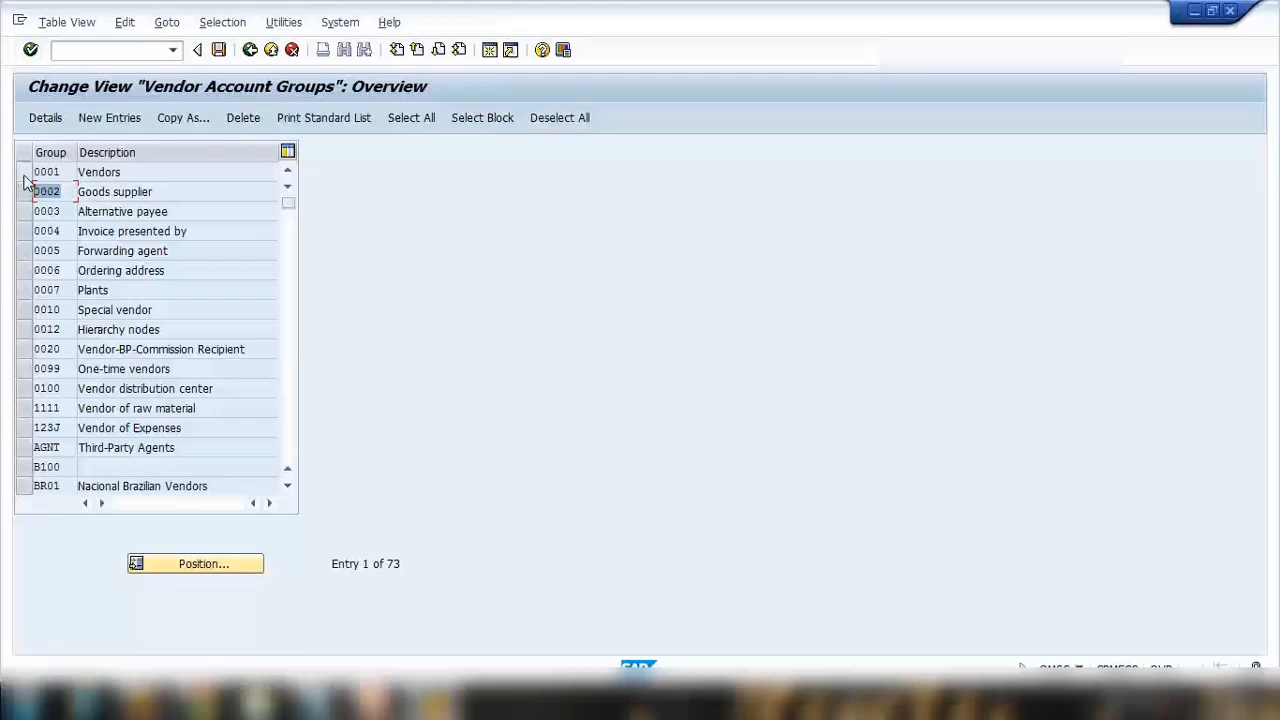 Table View Edit Goto Selection Utilities System Help
Change View "Vendor Account Groups": Overview
Details New Entries Copy As... Delete Print Standard List Select All Select Block Deselect All
Group Description
0001 Vendors
0002 Goods supplier
0003 Alternative payee
0004 Invoice presented by
0005 Forwarding agent
0006 Ordering address
0007 Plants
0010 Special vendor
0012 Hierarchy nodes
0020 Vendor-BP-Commission Recipient
0099 One-time vendors
0100 Vendor distribution center
1111 Vendor of raw material
123J Vendor of Expenses
AGNT Third-Party Agents
B100
BR01 Nacional Brazilian Vendors
Position... Entry 1 of 73
SAP